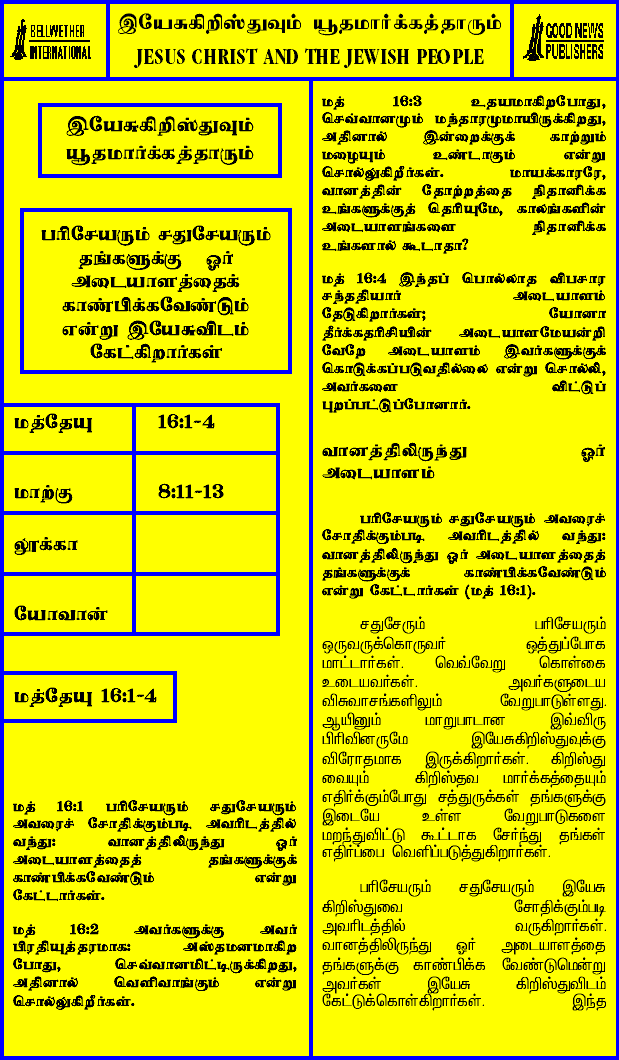 BELLWETHER
INTERNATIONAL
இயேசுகிறிஸ்துவும் யூதமார்க்கத்தாரும்
JESUS CHRIST AND THE JEWISH PEOPLE
GOOD NEWS
PUBLISHERS
இயேசுகிறிஸ்துவும்
யூதமார்க்கத்தாரும்
பரிசேயரும் சதுசேயரும்
தங்களுக்கு ஓர்
அடையாளத்தைக்
காண்பிக்கவேண்டும்
என்று இயேசுவிடம்
கேட்கிறார்கள்
மத்தேயு 16:1-4
மாற்கு 8:11-13
லூக்கா
யோவான்
மத்தேயு 16:1-4
மத் 16:1 பரிசேயரும் சதுசேயரும்
அவரைச் சோதிக்கும்படி அவரிடத்தில்
வந்து: வானத்திலிருந்து ஓர்
அடையாளத்தைத் தங்களுக்குக்
காண்பிக்கவேண்டும் என்று
கேட்டார்கள்.
மத் 16:2 அவர்களுக்கு அவர்
பிரதியுத்தரமாக: அஸ்தமனமாகிற
போது, செவ்வானமிட்டிருக்கிறது,
அதினால் வெளிவாங்கும் என்று
சொல்லுகிறீர்கள்.
மத் 16:3 உதயமாகிறபோது,
செவ்வானமும் மந்தாரமுமாயிருக்கிறது,
அதினால் இன்றைக்குக் காற்றும்
மழையும் உண்டாகும் என்று
சொல்லுகிறீர்கள். மாயக்காரரே,
வானத்தின் தோற்றத்தை நிதானிக்க
உங்களுக்குத் தெரியுமே, காலங்களின்
அடையாளங்களை நிதானிக்க
உங்களால் கூடாதா?
மத் 16:4 இந்தப் பொல்லாத விபசார
சந்ததியார் அடையாளம்
தேடுகிறார்கள்; யோனா
தீர்க்கதரிசியின் அடையாளமேயன்றி
வேறே அடையாளம் இவர்களுக்குக்
கொடுக்கப்படுவதில்லை என்று சொல்லி,
அவர்களை விட்டுப்
புறப்பட்டுப்போனார்.
வானத்திலிருந்து ஓர்
அடையாளம்
பரிசேயரும் சதுசேயரும் அவரைச்
சோதிக்கும்படி அவரிடத்தில் வந்து:
வானத்திலிருந்து ஓர் அடையாளத்தைத்
தங்களுக்குக் காண்பிக்கவேண்டும்
என்று கேட்டார்கள் (மத் 16:1).
சதுசேரும் பரிசேயரும்
ஒருவருக்கொருவர் ஒத்துப்போக
மாட்டார்கள். வெவ்வேறு கொள்கை
உடையவர்கள். அவர்களுடைய
விசுவாசங்களிலும் வேறுபாடுள்ளது.
ஆயினும் மாறுபாடான இவ்விரு
பிரிவினருமே இயேசுகிறிஸ்துவுக்கு
விரோதமாக இருக்கிறார்கள். கிறிஸ்து
வையும் கிறிஸ்தவ மார்க்கத்தையும்
எதிர்க்கும்போது சத்துருக்கள் தங்களுக்கு
இடையே உள்ள வேறுபாடுகளை
மறந்துவிட்டு கூட்டாக சேர்ந்து தங்கள்
எதிர்ப்பை வெளிப்படுத்துகிறார்கள்.
பரிசேயரும் சதுசேயரும் இயேசு
கிறிஸ்துவை சோதிக்கும்படி
அவரிடத்தில் வருகிறார்கள்.
வானத்திலிருந்து ஓர் அடையாளத்தை
தங்களுக்கு காண்பிக்க வேண்டுமென்று
அவர்கள் இயேசு கிறிஸ்துவிடம்
கேட்டுக்கொள்கிறார்கள். இந்த